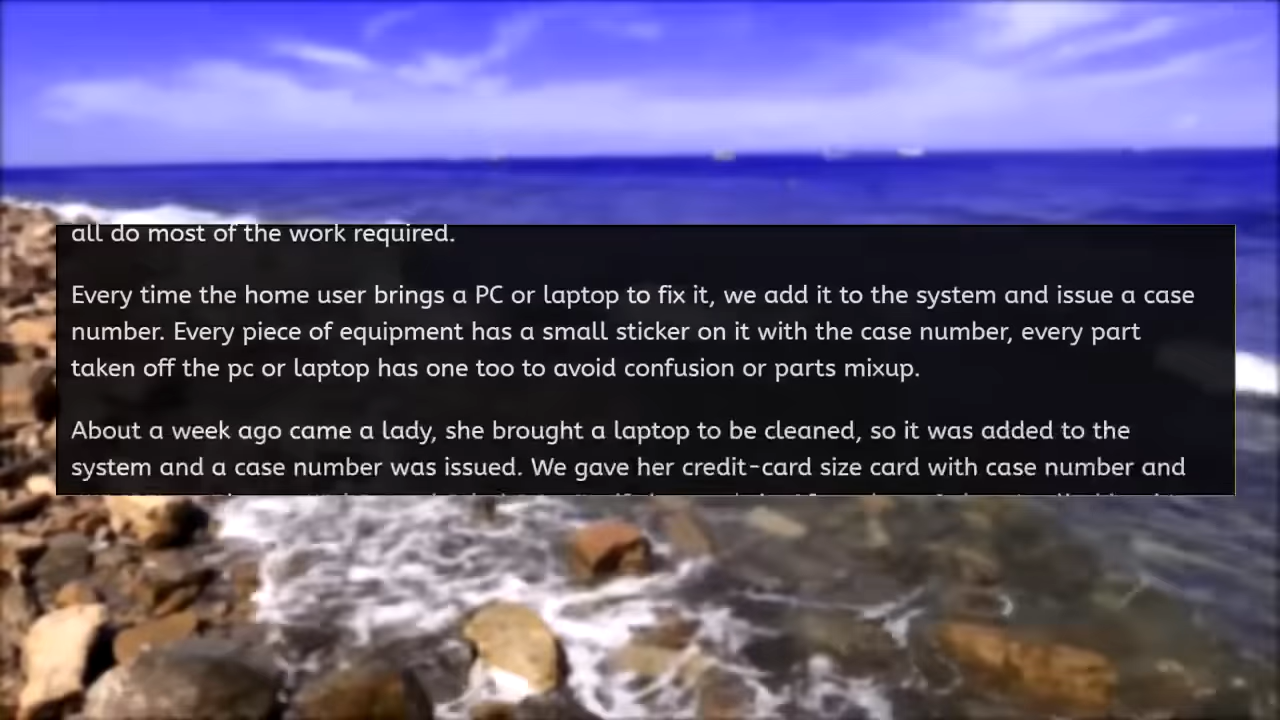 all do most of the work required.
Every time the home user brings a PC or laptop to fix it, we add it to the system and issue a case
number. Every piece of equipment has a small sticker on it with the case number, every part
taken off the pc or laptop has one too to avoid confusion or parts mixup.
About a week ago came a lady, she brought a laptop to be cleaned, so it was added to the
system and a case number was issued. We gave her credit-card size card with case number and